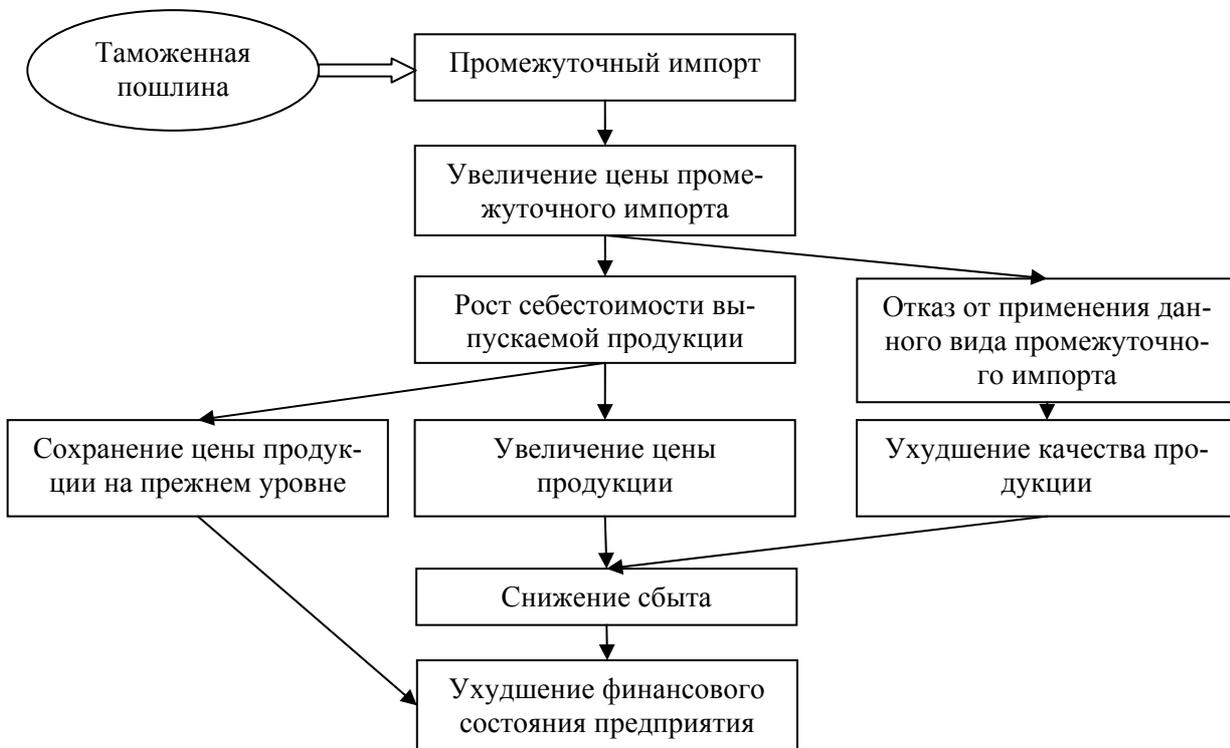 Таможенная
пошлина
Промежуточный импорт
Увеличение цены проме-
жуточного импорта
Рост себестоимости вы-
пускаемой продукции
Отказ от применения дан-
ного вида промежуточно-
го импорта
Сохранение цены продук-
ции на прежнем уровне
Увеличение цены
продукции
Ухудшение качества про-
дукции
Снижение сбыта
Ухудшение финансового
состояния предприятия